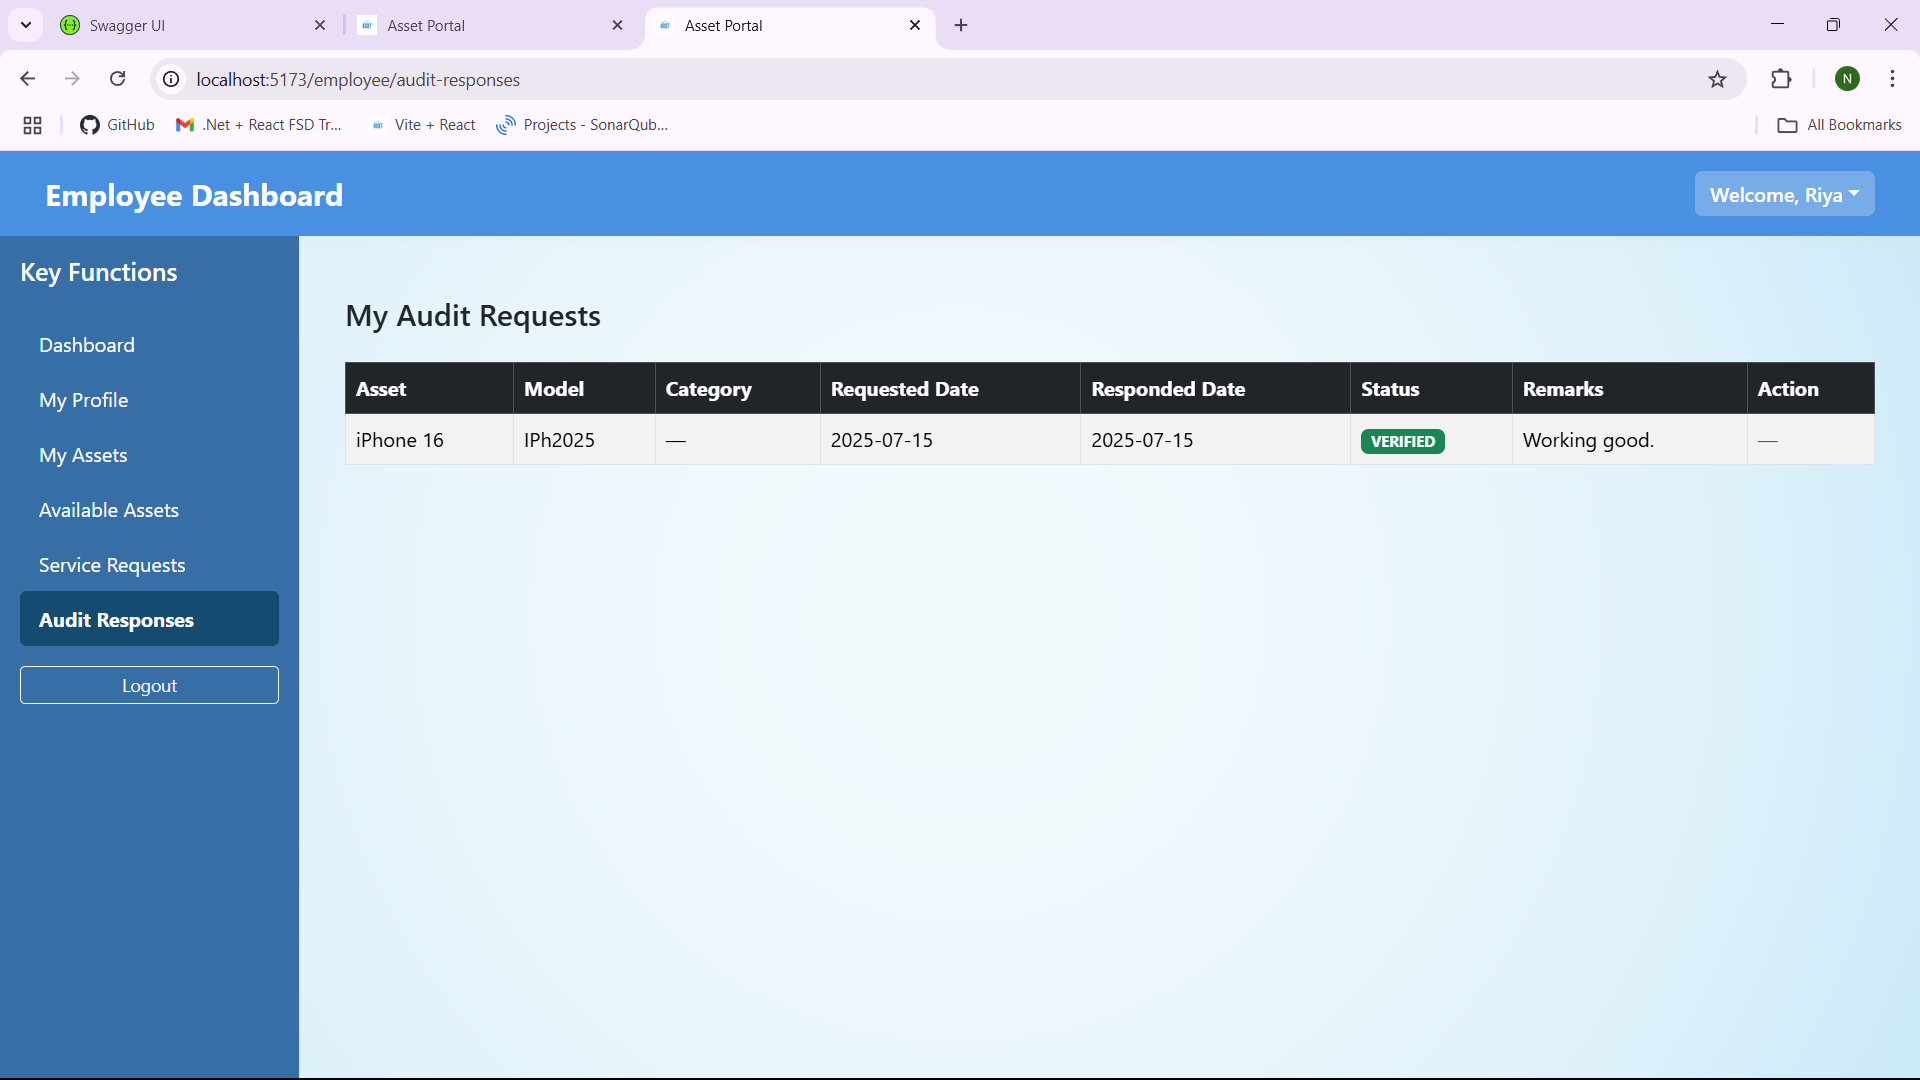 Swagger UI
Asset Portal
Asset Portal
localhost:5173/employee/audit-responses
N
GitHub
.Net + React FSD Tr...
Vite + React
Projects - SonarQub...
All Bookmarks
Employee Dashboard
Welcome, Riya
Key Functions
Dashboard
My Profile
My Assets
Available Assets
Service Requests
Audit Responses
Logout
My Audit Requests
Asset Model Category Requested Date Responded Date Status Remarks Action
iPhone 16 IPh2025 — 2025-07-15 2025-07-15 VERIFIED Working good. —